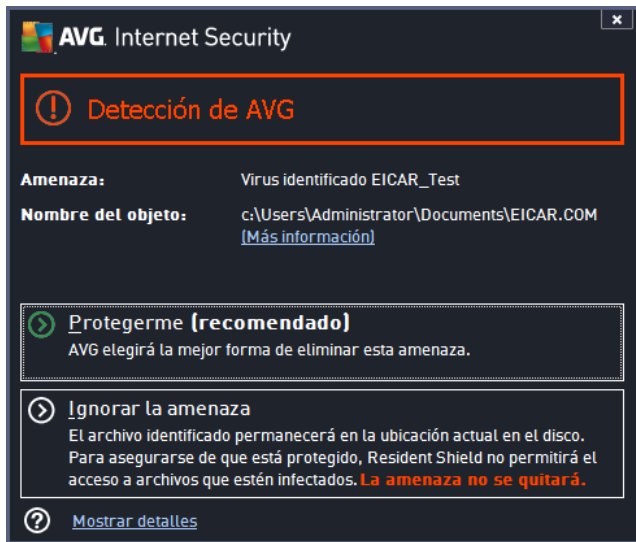 AVG. Internet Security
Detección de AVG
Amenaza: Virus identificado EICAR_Test
Nombre del objeto: c:\Users\Administrator\Documents\EICAR.COM
(Más información)
Protegerme (recomendado)
AVG elegirá la mejor forma de eliminar esta amenaza.
Ignorar la amenaza
El archivo identificado permanecerá en la ubicación actual en el disco.
Para asegurarse de que está protegido, Resident Shield no permitirá el
acceso a archivos que estén infectados. La amenaza no se quitará.
Mostrar detalles